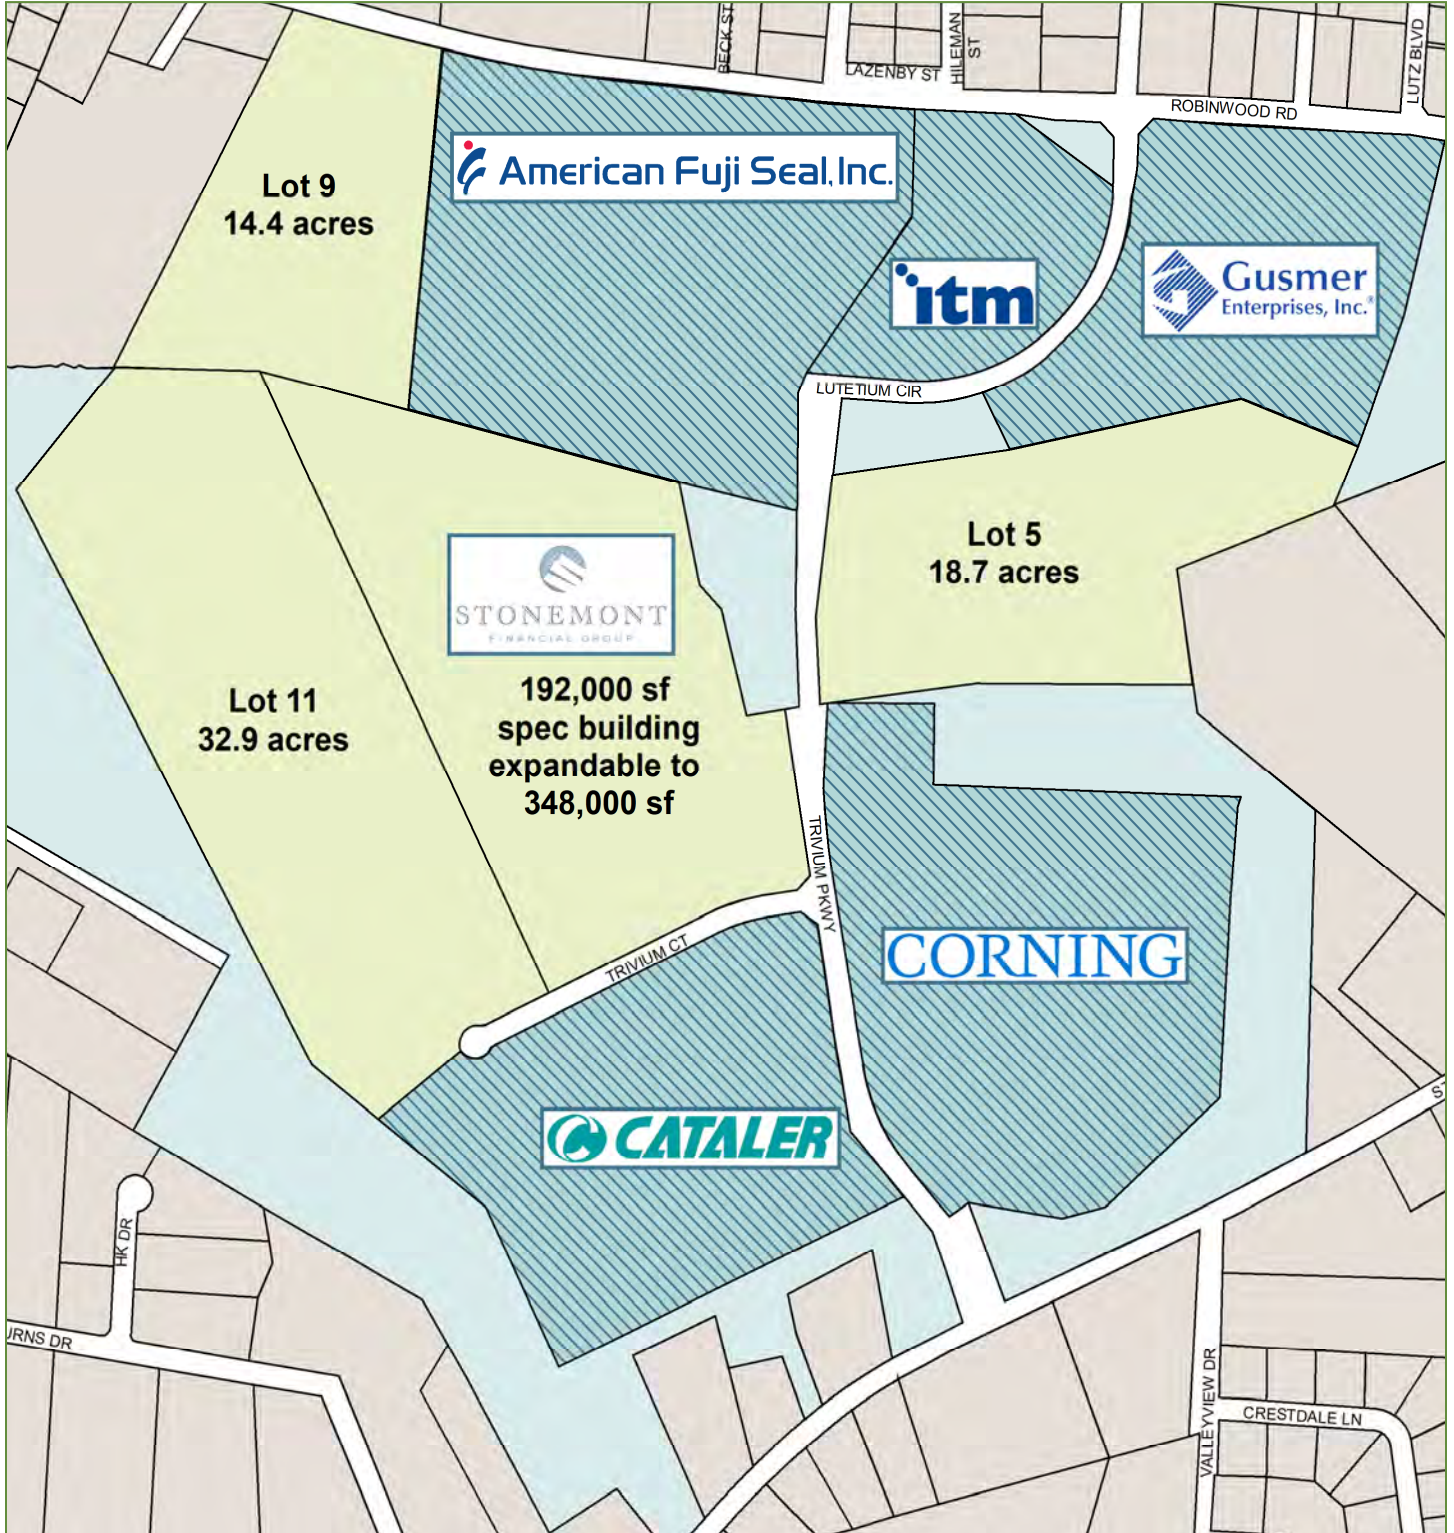 BECK ST
LAZENBY ST
HILEMAN
ST
LUTZ BLVD
ROBINWOOD RD
American Fuji Seal, Inc.
Lot 9
14.4 acres
itm
Gusmer
Enterprises, Inc.®
LUTETIUM CIR
Lot 5
18.7 acres
STONEMONT
FINANCIAL GROUP
192,000 sf
spec building
expandable to
348,000 sf
Lot 11
32.9 acres
TRIVIUM PKWY
TRIVIUM CT
CORNING
CATALER
HK DR
URNS DR
VALLEYVIEW DR
CRESTDALE LN